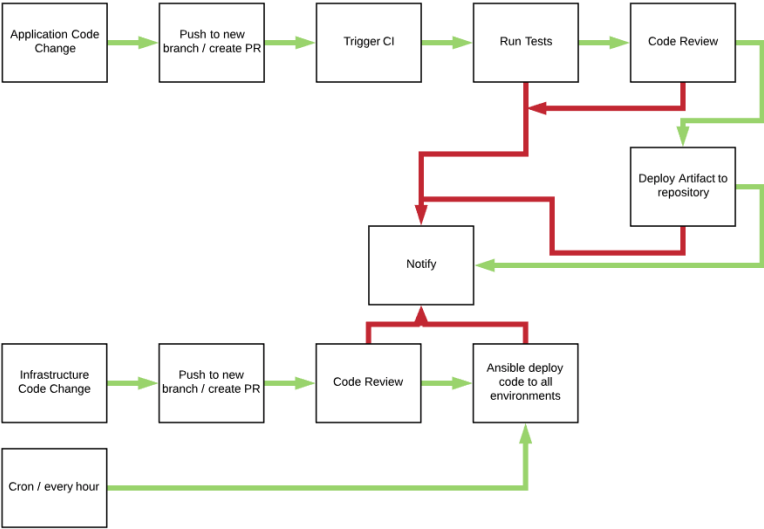 Application Code
Change
Push to new
branch / create PR
Trigger CI
Run Tests
Code Review
Deploy Artifact to
repository
Notify
Infrastructure
Code Change
Push to new
branch / create PR
Code Review
Ansible deploy
code to all
environments
Cron / every hour